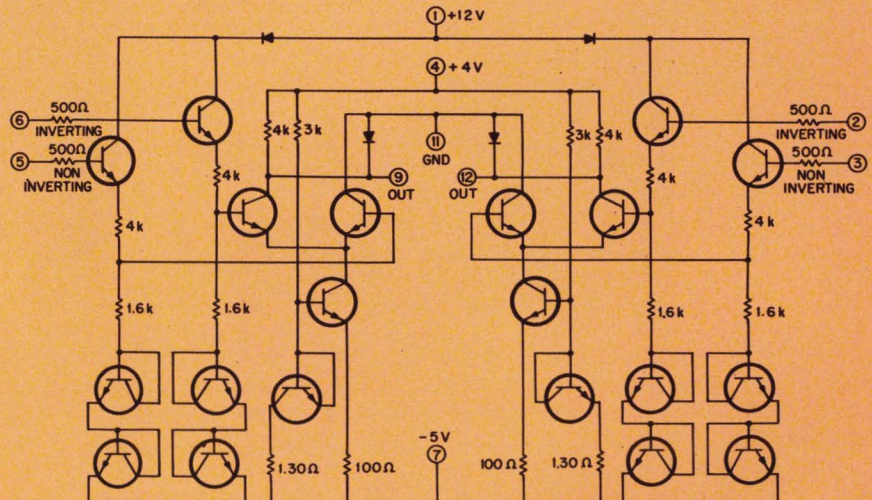 1 +12V
4 +4V
6 500Ω
INVERTING
500Ω 2
INVERTING
4k 3k
3k 4k
11
GND
5 500Ω
NON
INVERTING
500Ω 3
NON
INVERTING
4k
9
OUT
12
OUT
4k
4k
4k
1.6k
1.6k
1.6k
1.6k
-5V
7
1.30Ω
100Ω
100Ω
1.30Ω